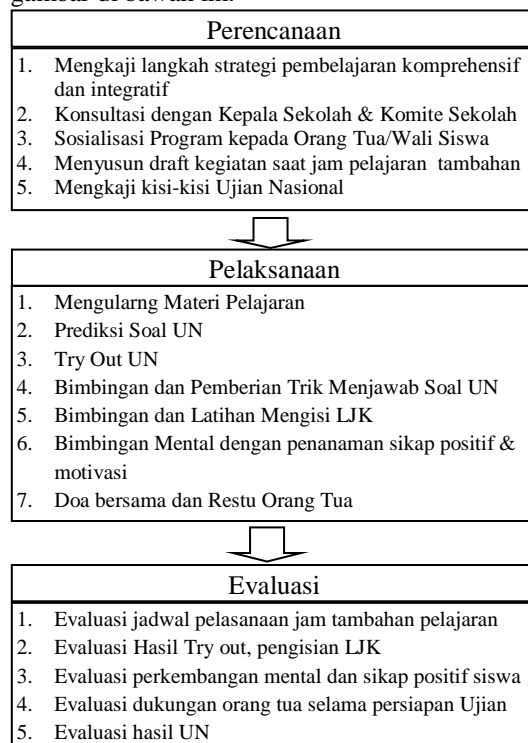 Perencanaan
1. Mengkaji langkah strategi pembelajaran komprehensif
dan integratif
2. Konsultasi dengan Kepala Sekolah & Komite Sekolah
3. Sosialisasi Program kepada Orang Tua/Wali Siswa
4. Menyusun draft kegiatan saat jam pelajaran tambahan
5. Mengkaji kisi-kisi Ujian Nasional
Pelaksanaan
1. Mengularng Materi Pelajaran
2. Prediksi Soal UN
3. Try Out UN
4. Bimbingan dan Pemberian Trik Menjawab Soal UN
5. Bimbingan dan Latihan Mengisi LJK
6. Bimbingan Mental dengan penanaman sikap positif &
motivasi
7. Doa bersama dan Restu Orang Tua
Evaluasi
1. Evaluasi jadwal pelasanaan jam tambahan pelajaran
2. Evaluasi Hasil Try out, pengisian LJK
3. Evaluasi perkembangan mental dan sikap positif siswa
4. Evaluasi dukungan orang tua selama persiapan Ujian
5. Evaluasi hasil UN